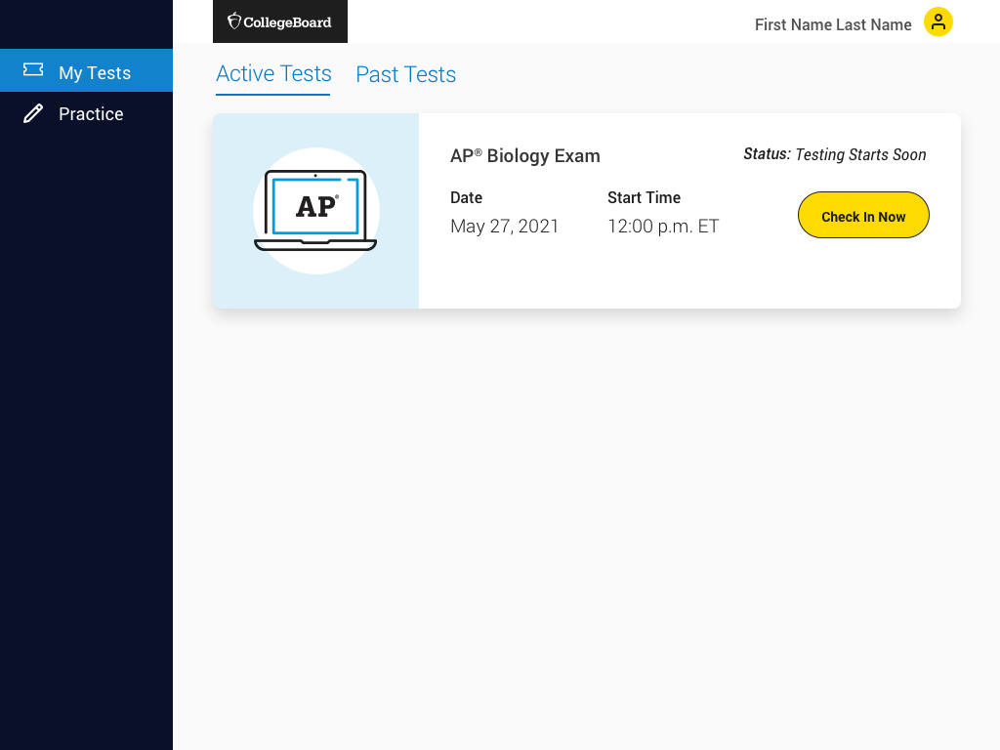 CollegeBoard
First Name Last Name
My Tests
Practice
Active Tests
Past Tests
AP®
AP® Biology Exam
Status: Testing Starts Soon
Date
May 27, 2021
Start Time
12:00 p.m. ET
Check In Now